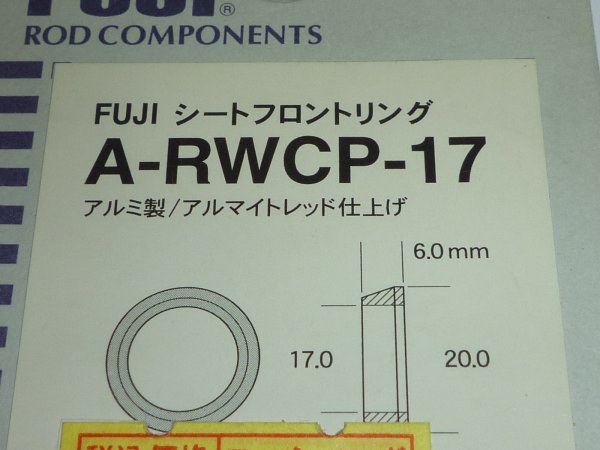 FUJI®
ROD COMPONENTS
FUJI シートフロントリング
A-RWCP-17
アルミ製/アルマイトレッド仕上げ
6.0mm
17.0
20.0